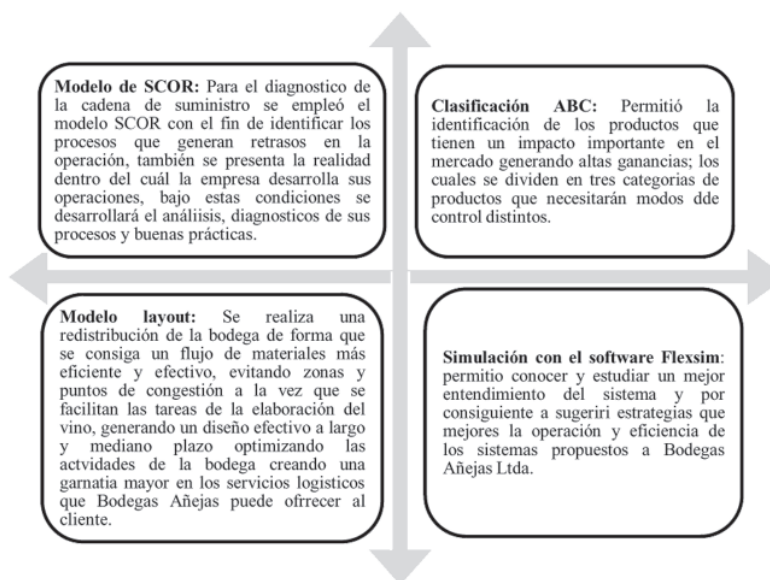 Modelo de SCOR: Para el diagnostico de
la cadena de suministro se empleó el
modelo SCOR con el fin de identificar los
procesos que generan retrasos en la
operación, también se presenta la realidad
dentro del cuál la empresa desarrolla sus
operaciones, bajo estas condiciones se
desarrollará el análiisis, diagnosticos de sus
procesos y buenas prácticas.
Clasificación ABC: Permitió la
identificación de los productos que
tienen un impacto importante en el
mercado generando altas ganancias; los
cuales se dividen en tres categorias de
productos que necesitarán modos dde
control distintos.
Modelo layout: Se realiza una
redistribución de la bodega de forma que
se consiga un flujo de materiales más
eficiente y efectivo, evitando zonas y
puntos de congestión a la vez que se
facilitan las tareas de la elaboración del
vino, generando un diseño efectivo a largo
y mediano plazo optimizando las
actvidades de la bodega creando una
garnatia mayor en los servicios logisticos
que Bodegas Añejas puede ofrrecer al
cliente.
Simulación con el software Flexsim:
permitio conocer y estudiar un mejor
entendimiento del sistema y por
consiguiente a sugeriri estrategias que
mejores la operación y eficiencia de
los sistemas propuestos a Bodegas
Añejas Ltda.